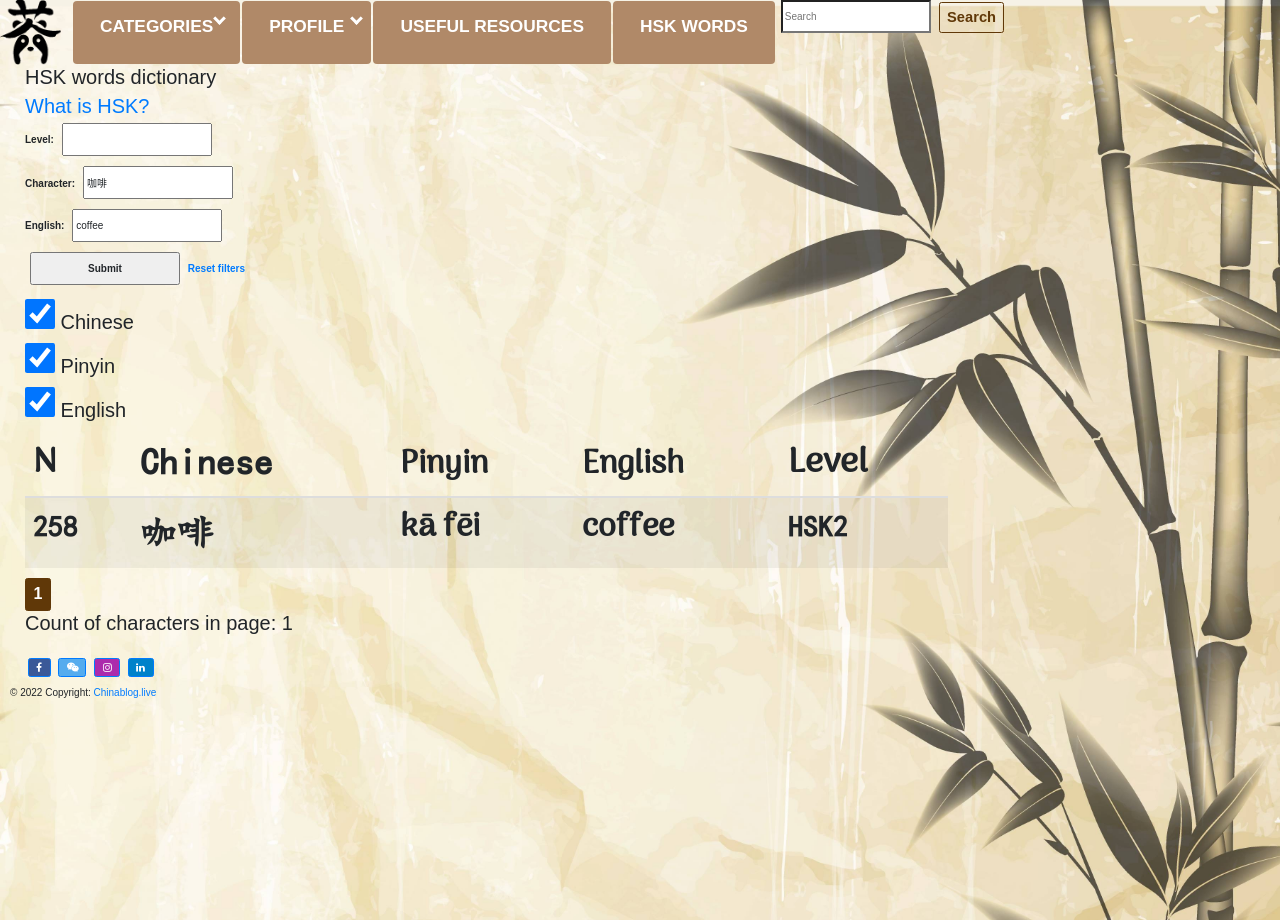 CATEGORIES PROFILE USEFUL RESOURCES HSK WORDS Search Search
HSK words dictionary
What is HSK?
Level:
Character: 咖啡
English: coffee
Submit Reset filters
Chinese
Pinyin
English
N Chinese Pinyin English Level
258 咖啡 kā fēi coffee HSK2
1
Count of characters in page: 1
© 2022 Copyright: Chinablog.live